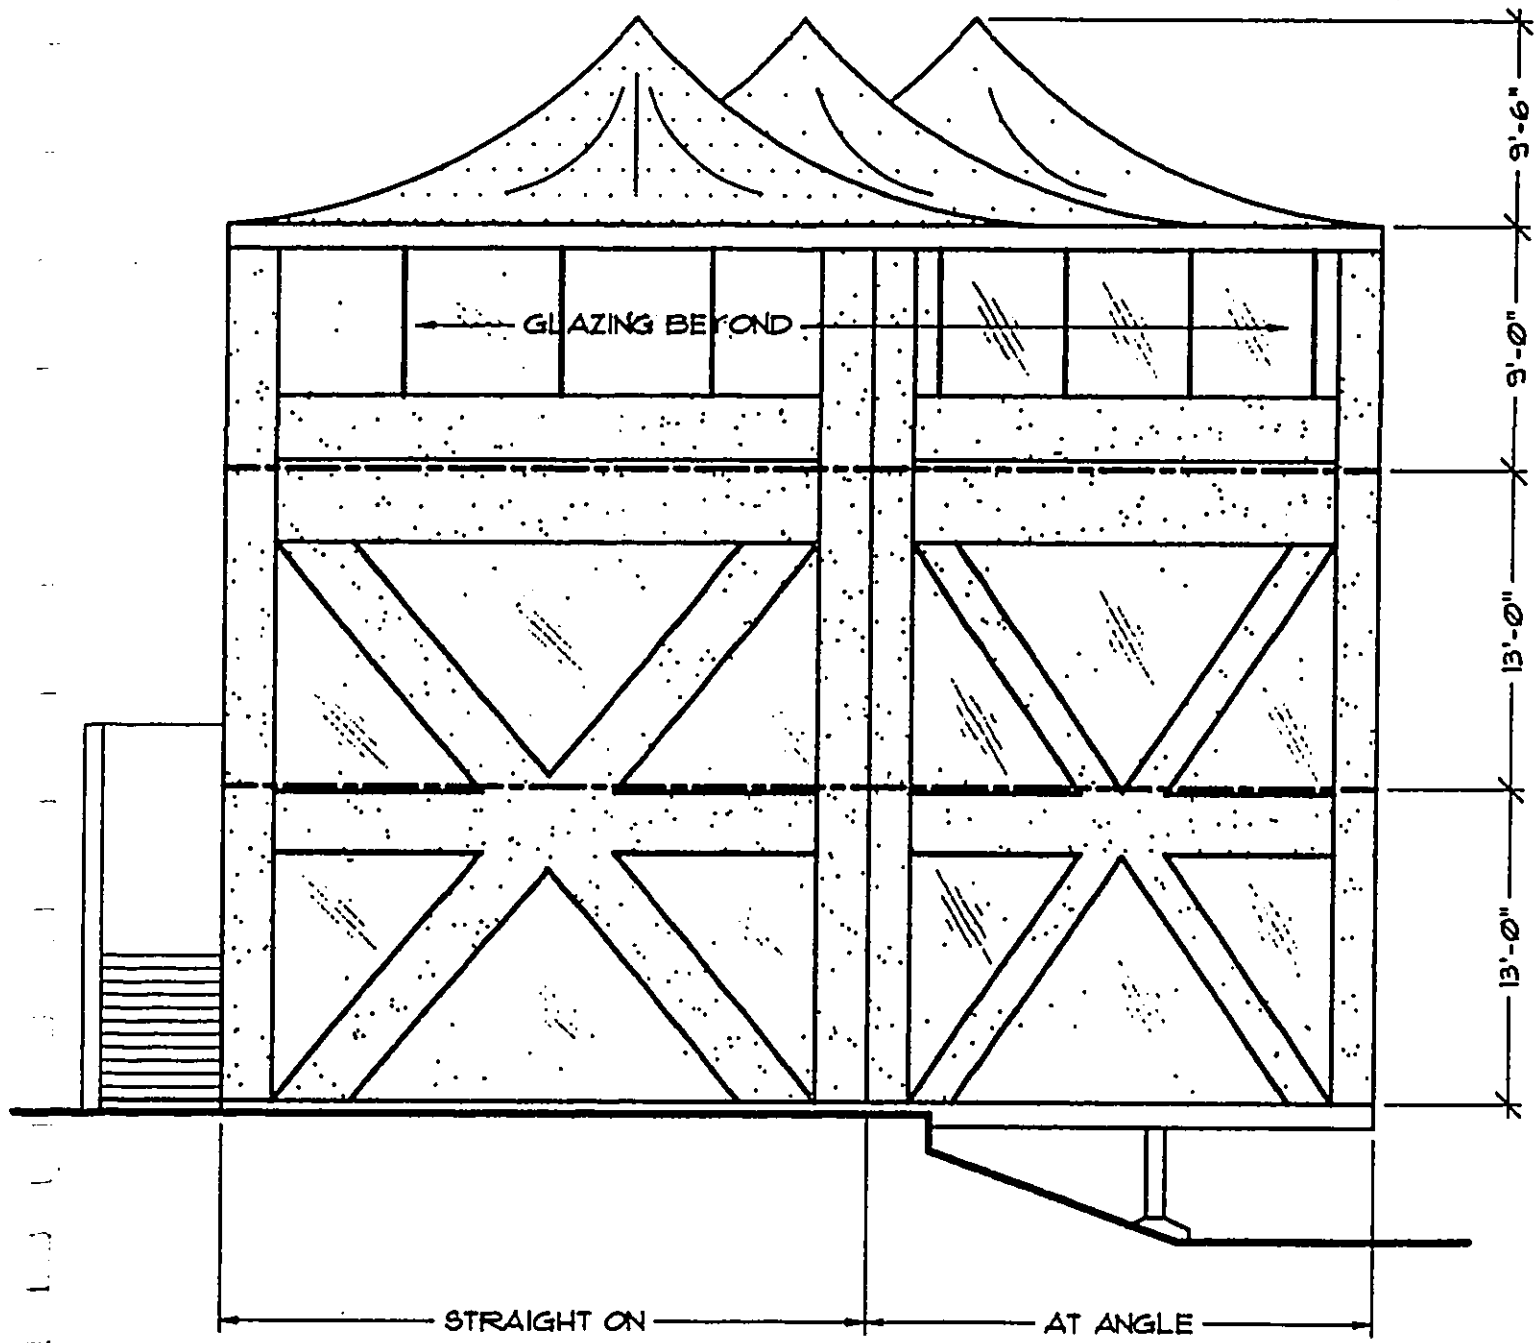 9'-6"
GLAZING BEYOND
9'-0"
13'-0"
13'-0"
STRAIGHT ON
AT ANGLE